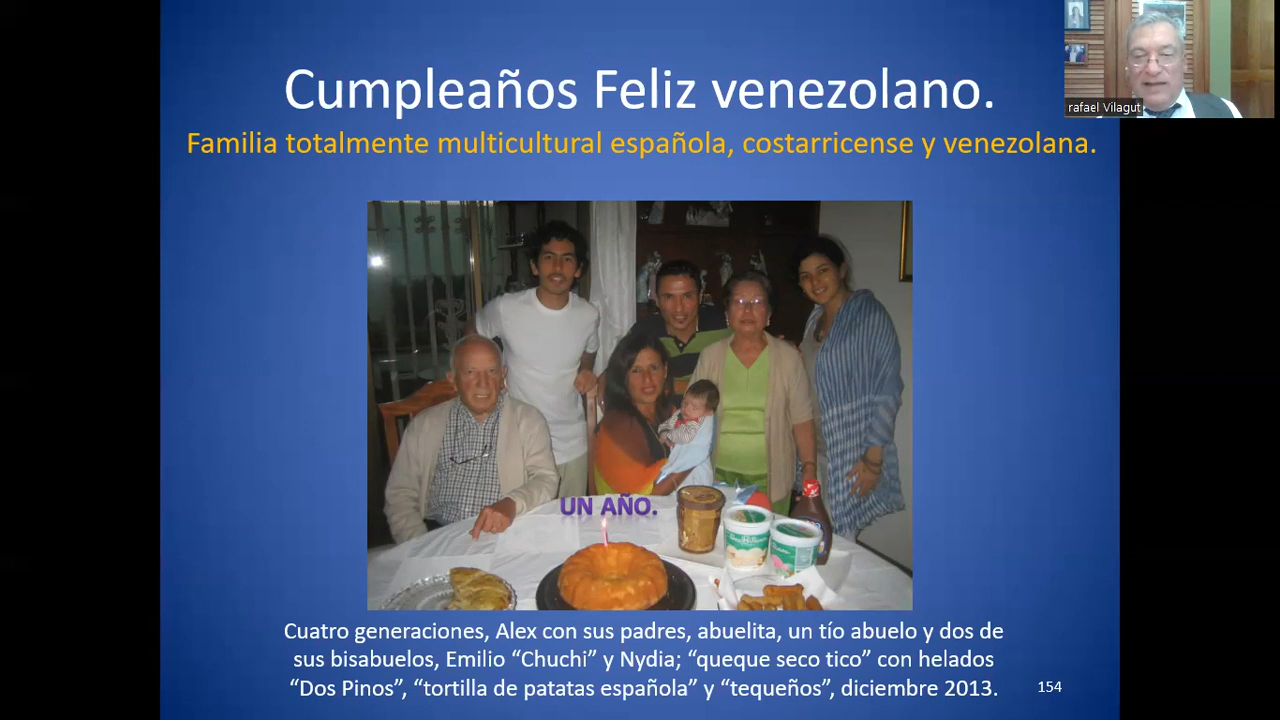 Cumpleaños Feliz venezolano.
rafael Vilagut
Familia totalmente multicultural española, costarricense y venezolana.
UN AÑO.
Cuatro generaciones, Alex con sus padres, abuelita, un tío abuelo y dos de
sus bisabuelos, Emilio “Chuchi” y Nydia; “queque seco tico” con helados
“Dos Pinos”, “tortilla de patatas española” y “tequeños”, diciembre 2013.
154